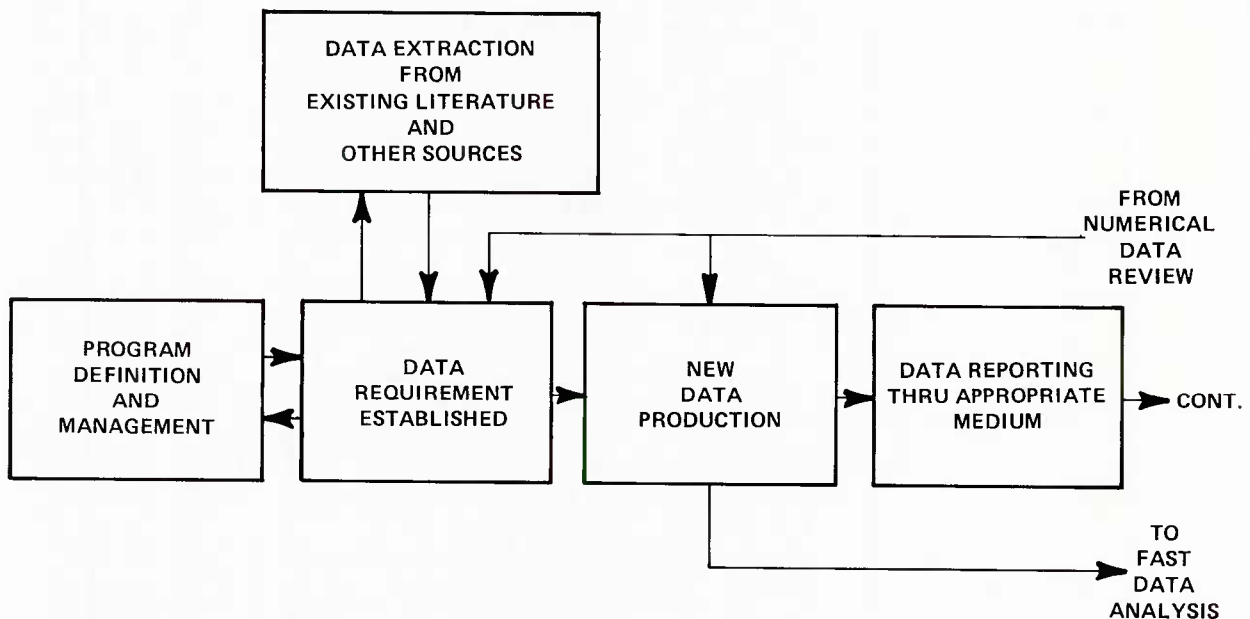 DATA EXTRACTION
FROM
EXISTING LITERATURE
AND
OTHER SOURCES
FROM
NUMERICAL
DATA
REVIEW
PROGRAM
DEFINITION
AND
MANAGEMENT
DATA
REQUIREMENT
ESTABLISHED
NEW
DATA
PRODUCTION
DATA REPORTING
THRU APPROPRIATE
MEDIUM
CONT.
TO
FAST
DATA
ANALYSIS